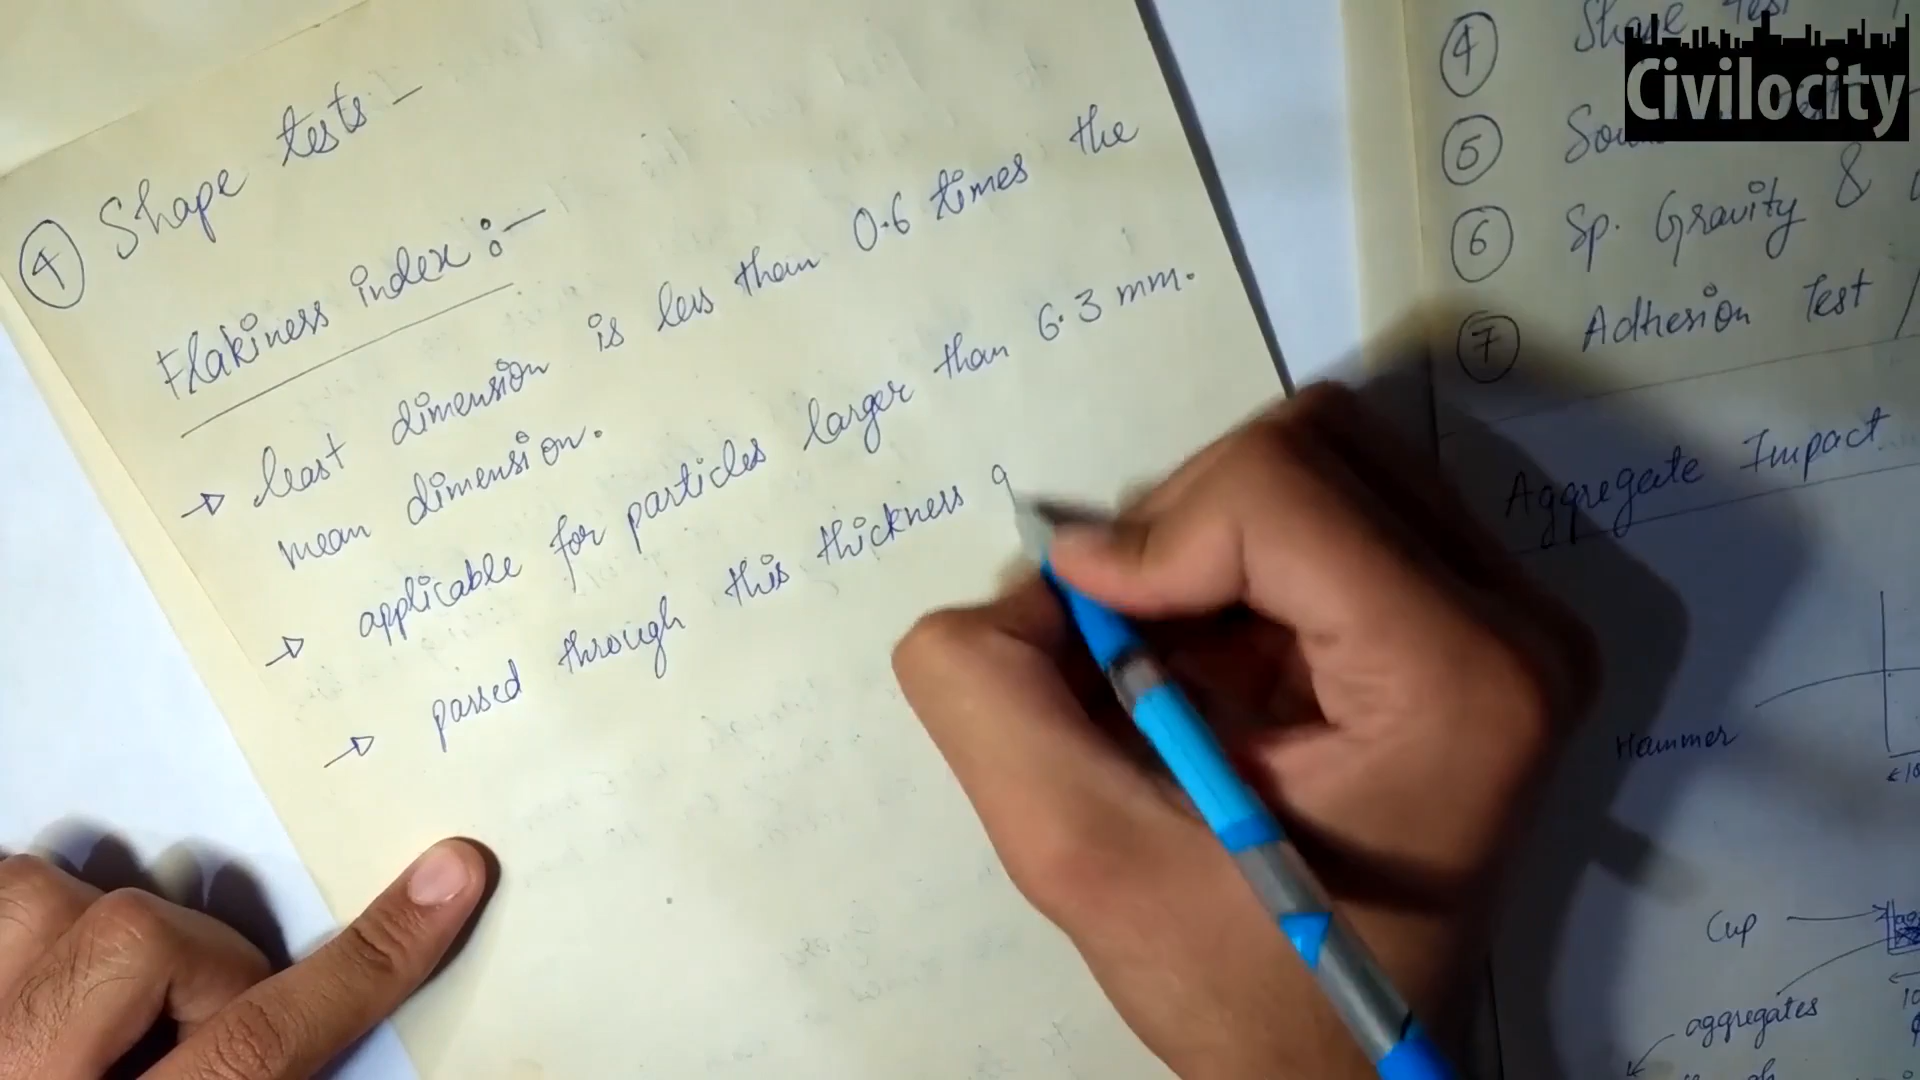 ④ Shape tests –
Flakiness index :–
→ least dimension is less than 0.6 times the
mean dimension.
→ applicable for particles larger than 6.3 mm.
→ passed through this thickness g
④ Shape Test
Civilocity
⑤
⑥ Sp. Gravity &
⑦ Adhesion Test /
Aggregate Impact
Hammer
Cup
aggregates